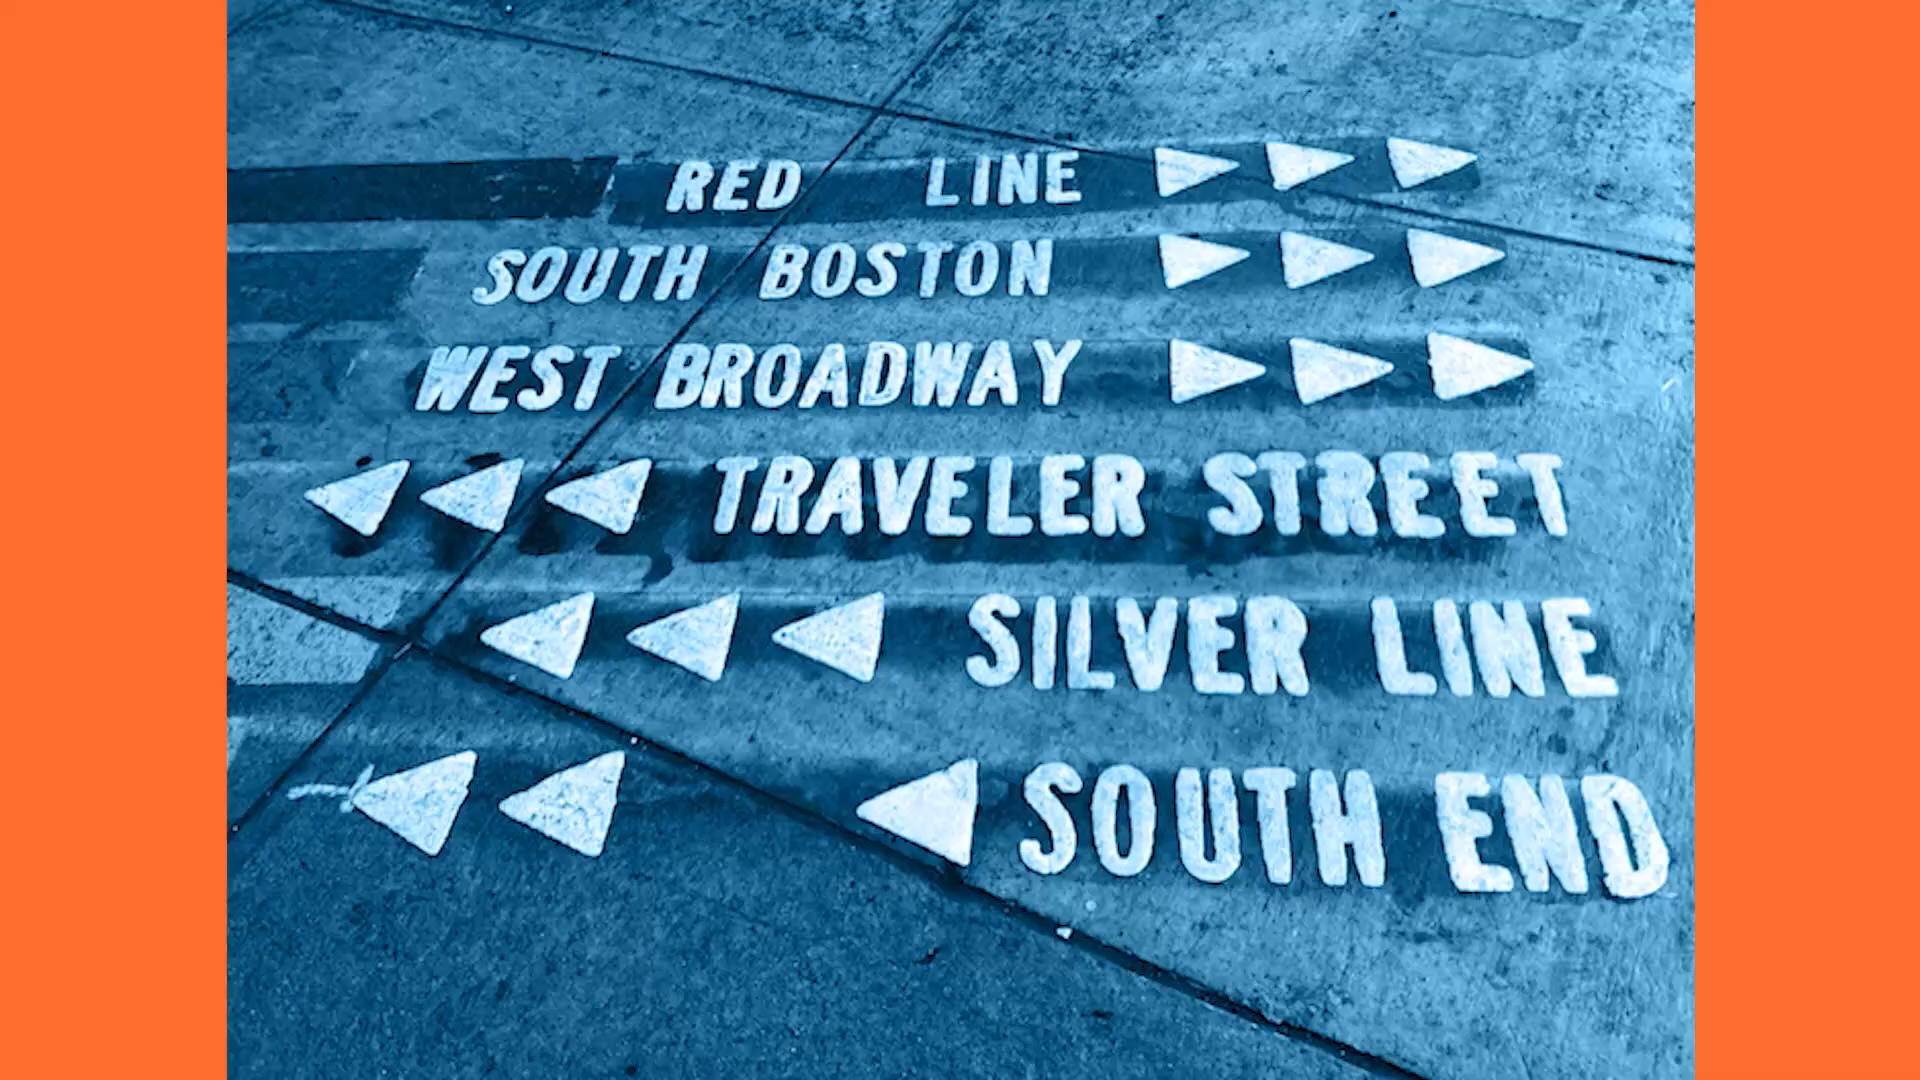 RED LINE
SOUTH BOSTON
WEST BROADWAY
TRAVELER STREET
SILVER LINE
SOUTH END